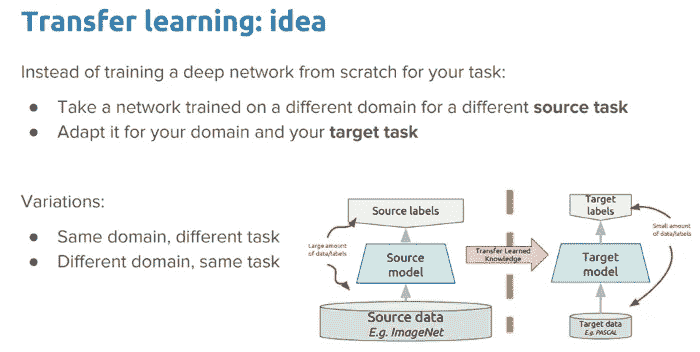 Transfer learning: idea
Instead of training a deep network from scratch for your task:
● Take a network trained on a different domain for a different source task
● Adapt it for your domain and your target task
Variations:
● Same domain, different task
● Different domain, same task
Source labels
Large amount
of data/labels
Source
model
Source data
E.g. ImageNet
Transfer Learned
Knowledge
Target
labels
Small amount
of data/labels
Target
model
Target data
E.g. PASCAL